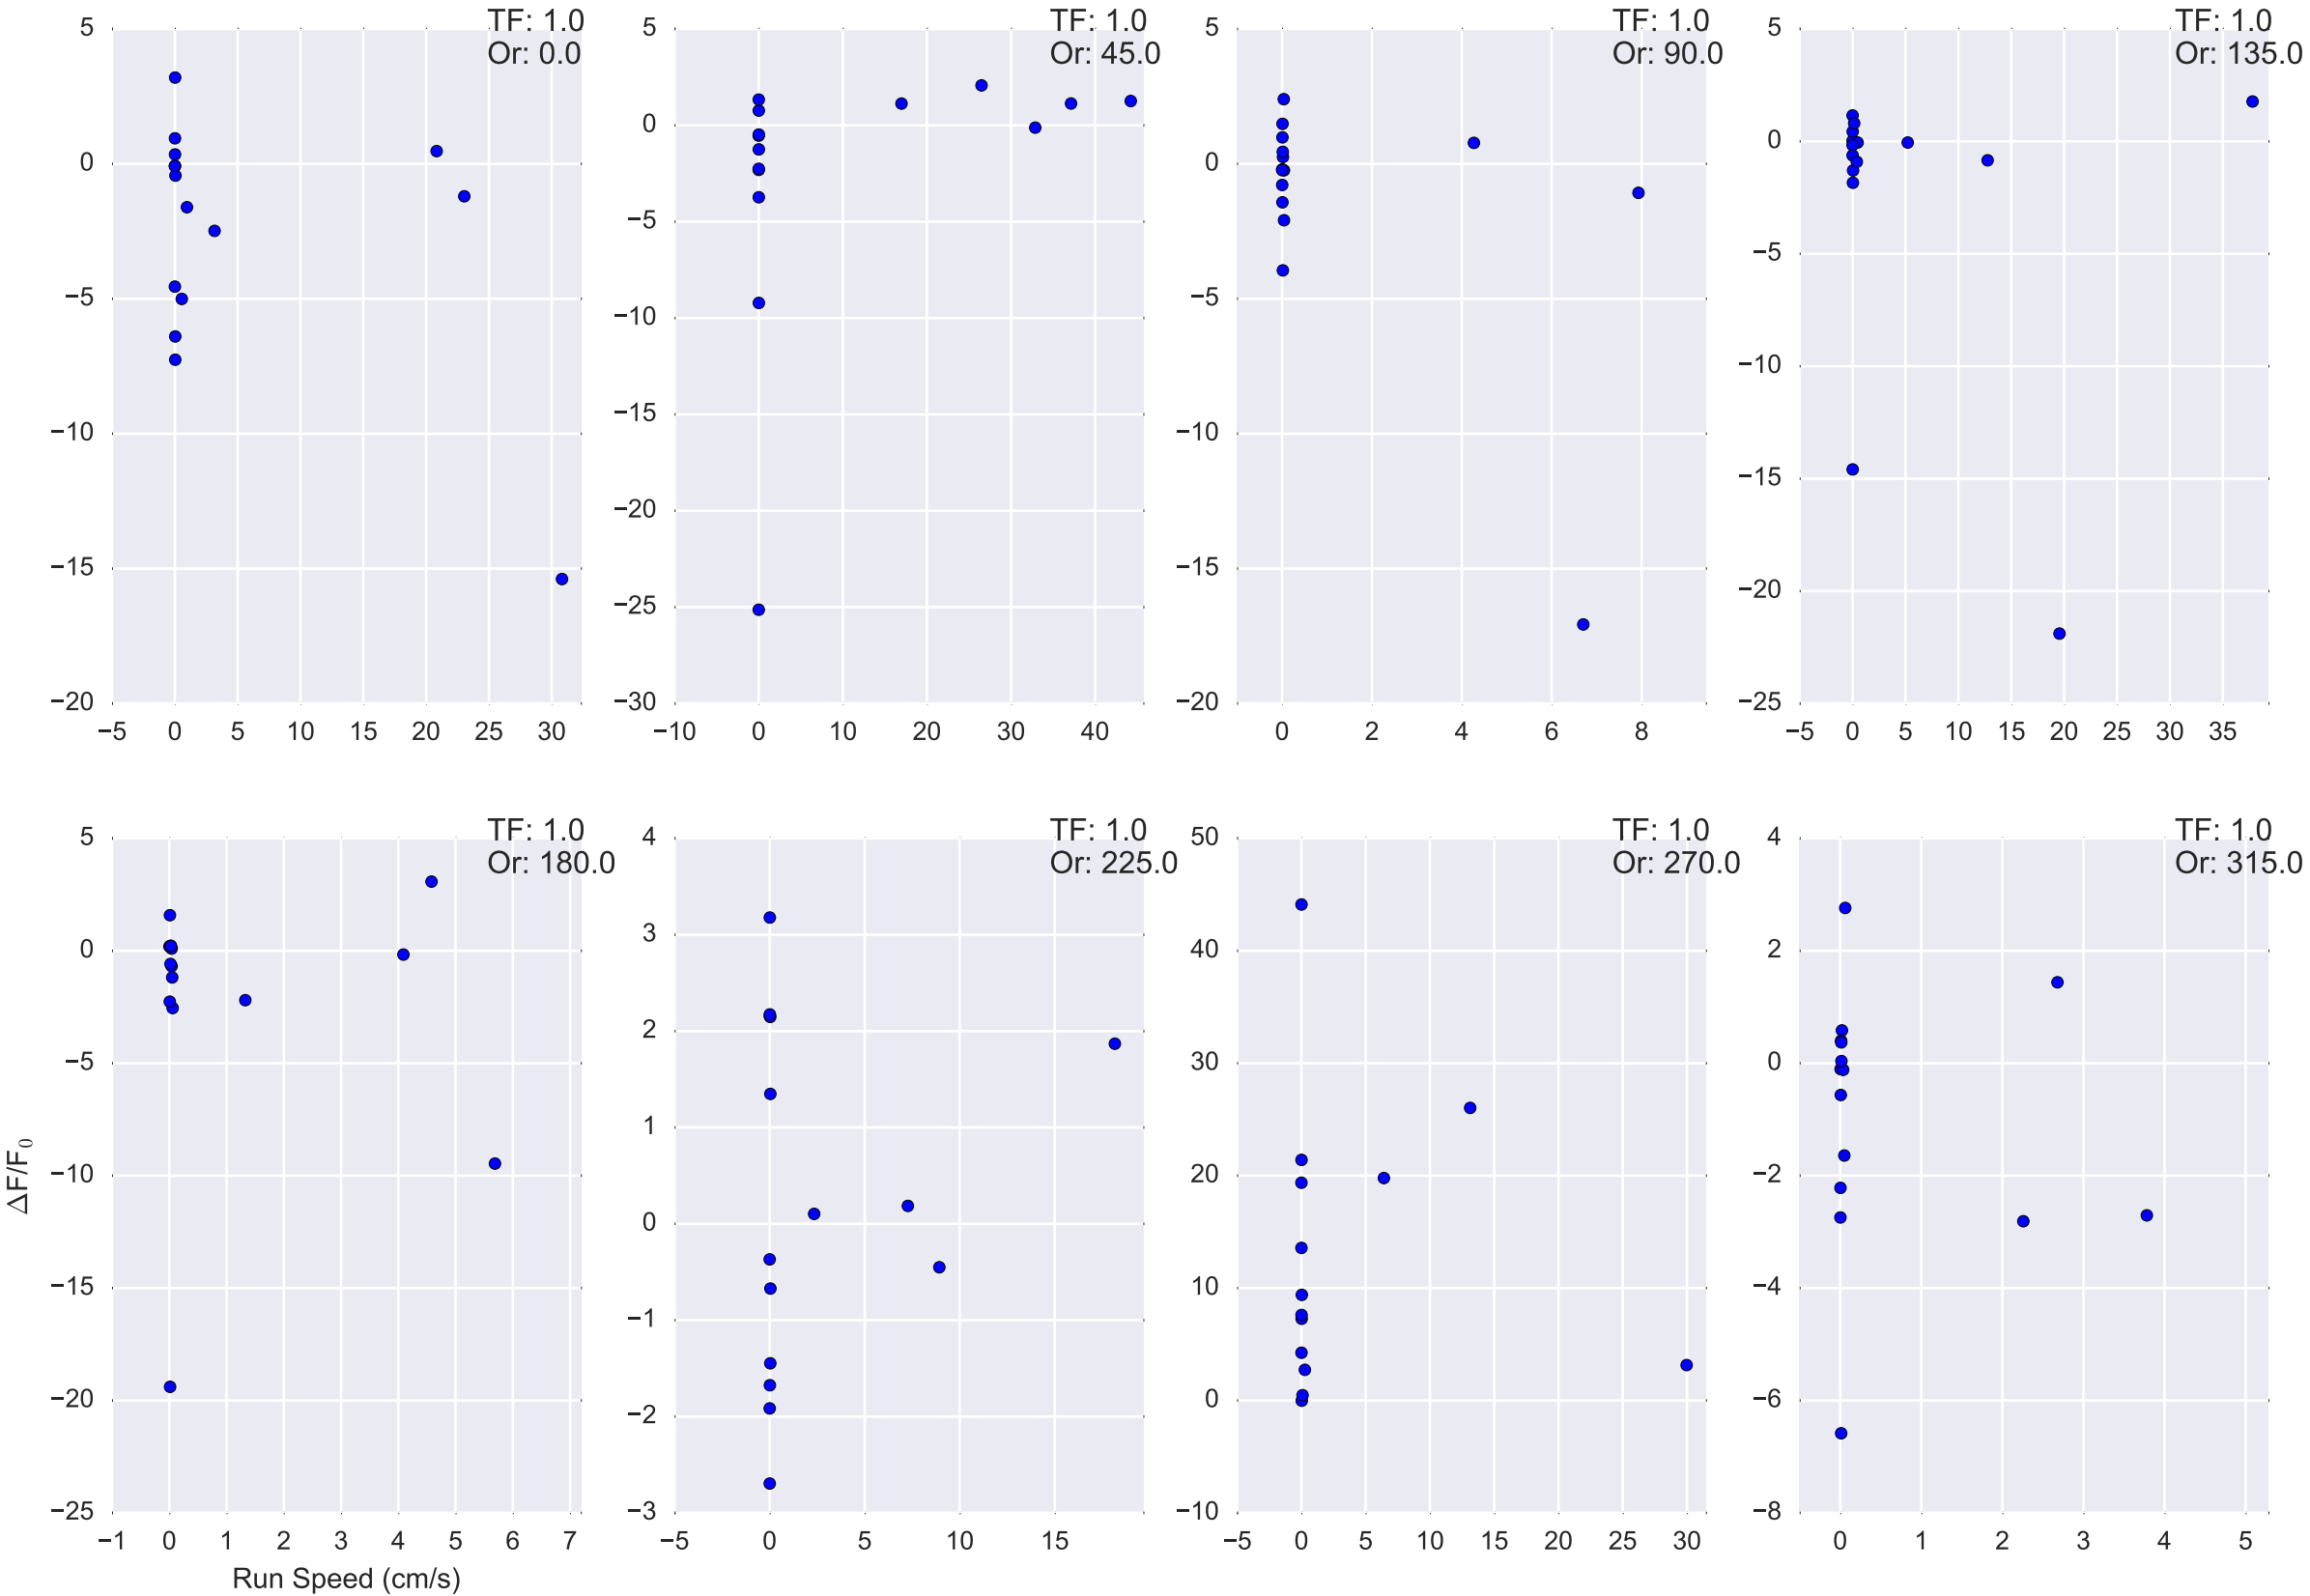 TF: 1.0
Or: 0.0
5
0
−5
−10
−15
−20
−5 0 5 10 15 20 25 30
TF: 1.0
Or: 45.0
5
0
−5
−10
−15
−20
−25
−30
−10 0 10 20 30 40
TF: 1.0
Or: 90.0
5
0
−5
−10
−15
−20
0 2 4 6 8
TF: 1.0
Or: 135.0
5
0
−5
−10
−15
−20
−25
−5 0 5 10 15 20 25 30 35
TF: 1.0
Or: 180.0
5
0
−5
−10
−15
−20
−25
−1 0 1 2 3 4 5 6 7
ΔF/F₀
Run Speed (cm/s)
TF: 1.0
Or: 225.0
4
3
2
1
0
−1
−2
−3
−5 0 5 10 15
TF: 1.0
Or: 270.0
50
40
30
20
10
0
−10
−5 0 5 10 15 20 25 30
TF: 1.0
Or: 315.0
4
2
0
−2
−4
−6
−8
0 1 2 3 4 5